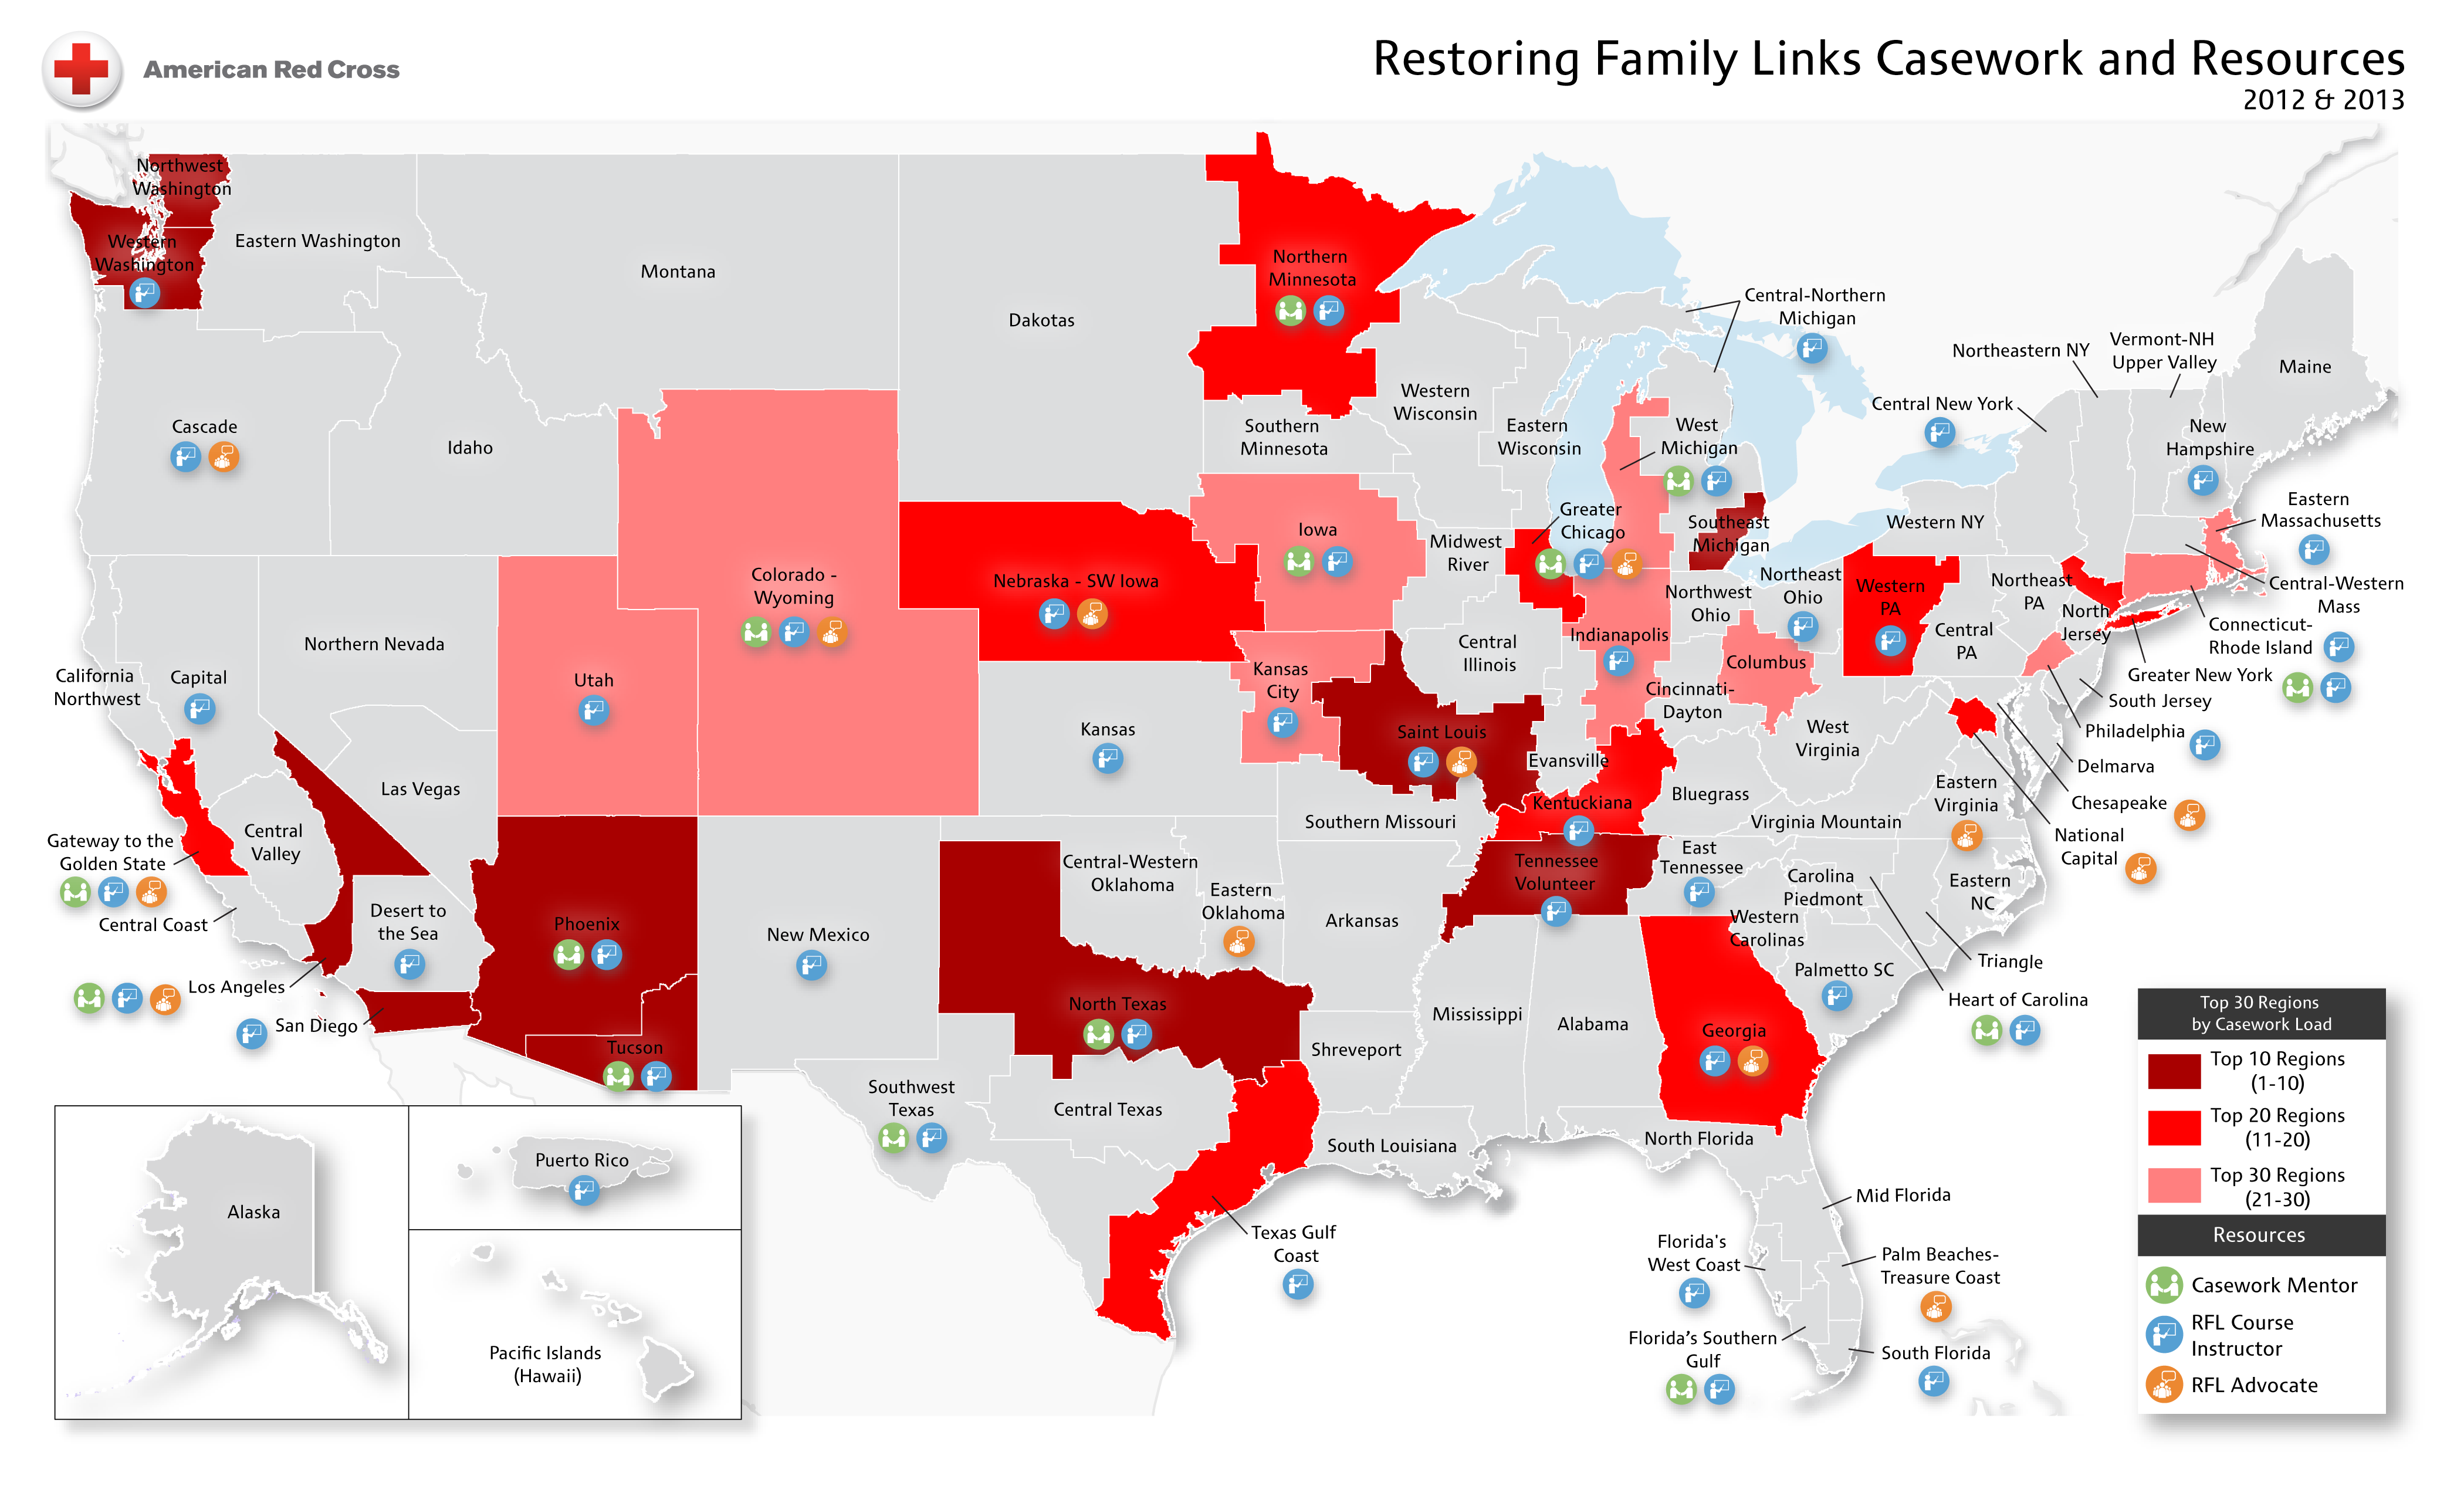 American Red Cross
Restoring Family Links Casework and Resources
2012 & 2013
Northwest
Washington
Western
Washington
Eastern Washington
Montana
Dakotas
Northern
Minnesota
Central-Northern
Michigan
Northeastern NY
Vermont-NH
Upper Valley
Maine
Cascade
Idaho
Southern
Minnesota
Western
Wisconsin
Eastern
Wisconsin
West
Michigan
Central New York
New
Hampshire
Eastern
Massachusetts
Greater
Chicago
Southeast
Michigan
Western NY
Iowa
Midwest
River
Colorado -
Wyoming
Nebraska - SW Iowa
Northwest
Ohio
Northeast
Ohio
Western
PA
Northeast
PA
North
Jersey
Central-Western
Mass
Connecticut-
Rhode Island
Northern Nevada
Central
Illinois
Indianapolis
Columbus
Central
PA
Greater New York
California
Northwest
Capital
Utah
Kansas
City
Cincinnati-
Dayton
South Jersey
Philadelphia
Kansas
Saint Louis
West
Virginia
Delmarva
Las Vegas
Evansville
Eastern
Virginia
Chesapeake
Kentuckiana
Bluegrass
Southern Missouri
Virginia Mountain
National
Capital
Gateway to the
Golden State
Central
Valley
Central-Western
Oklahoma
Tennessee
Volunteer
East
Tennessee
Eastern
Oklahoma
Carolina
Piedmont
Eastern
NC
Central Coast
Desert to
the Sea
Phoenix
New Mexico
Arkansas
Western
Carolinas
Triangle
Los Angeles
Palmetto SC
Heart of Carolina
North Texas
Mississippi
Alabama
Georgia
San Diego
Tucson
Shreveport
Southwest
Texas
Central Texas
South Louisiana
North Florida
Puerto Rico
Alaska
Pacific Islands
(Hawaii)
Texas Gulf
Coast
Mid Florida
Florida's
West Coast
Palm Beaches-
Treasure Coast
Florida's Southern
Gulf
South Florida
Top 30 Regions
by Casework Load
Top 10 Regions
(1-10)
Top 20 Regions
(11-20)
Top 30 Regions
(21-30)
Resources
Casework Mentor
RFL Course
Instructor
RFL Advocate